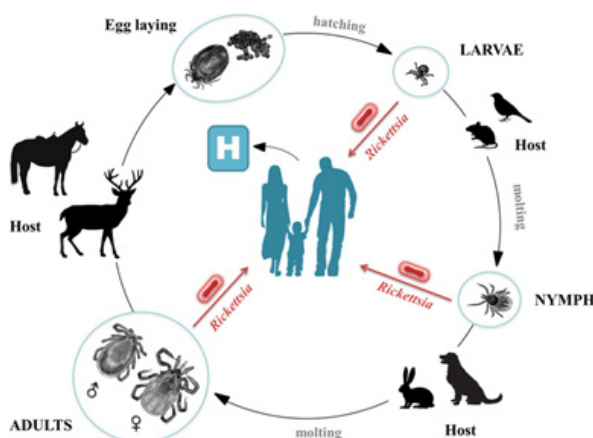 Egg laying
hatching
LARVAE
Rickettsia
Host
H
molting
Host
Rickettsia
NYMPH
Rickettsia
ADULTS
♂
♀
molting
Host